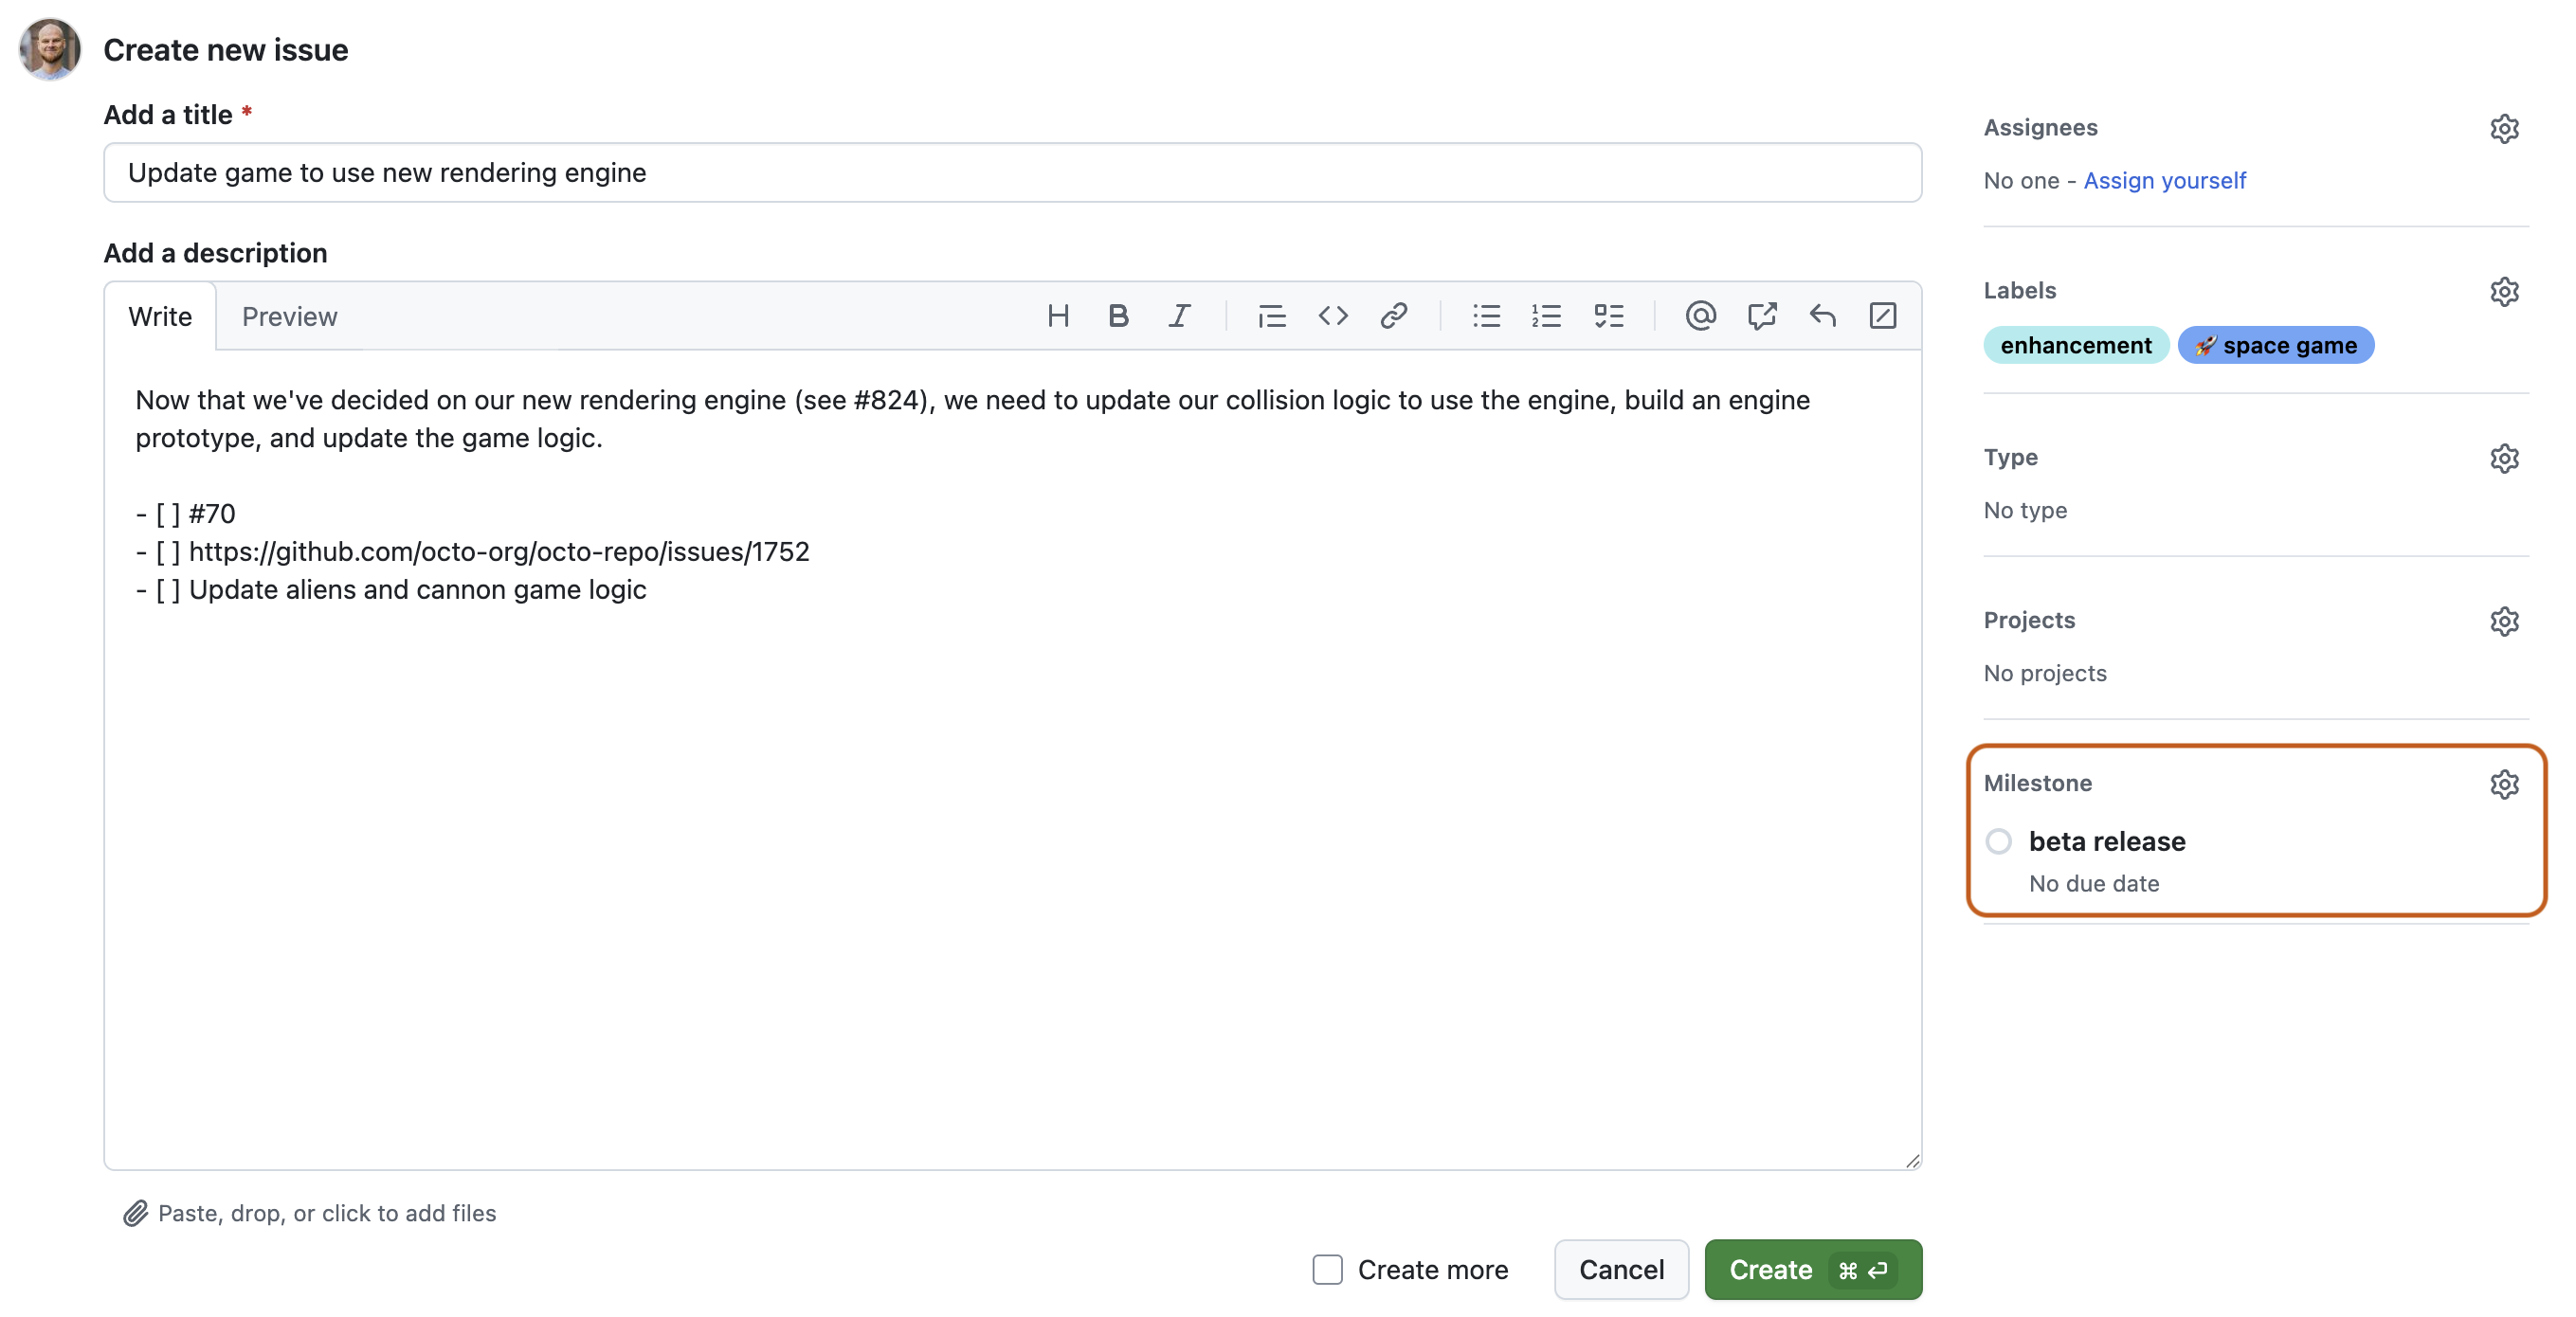 Create new issue
Add a title *
Update game to use new rendering engine
Add a description
Write Preview
Now that we've decided on our new rendering engine (see #824), we need to update our collision logic to use the engine, build an engine
prototype, and update the game logic.
- [ ] #70
- [ ] https://github.com/octo-org/octo-repo/issues/1752
- [ ] Update aliens and cannon game logic
Paste, drop, or click to add files
Create more Cancel Create ⌘ ↵
Assignees
No one - Assign yourself
Labels
enhancement 🚀 space game
Type
No type
Projects
No projects
Milestone
beta release
No due date